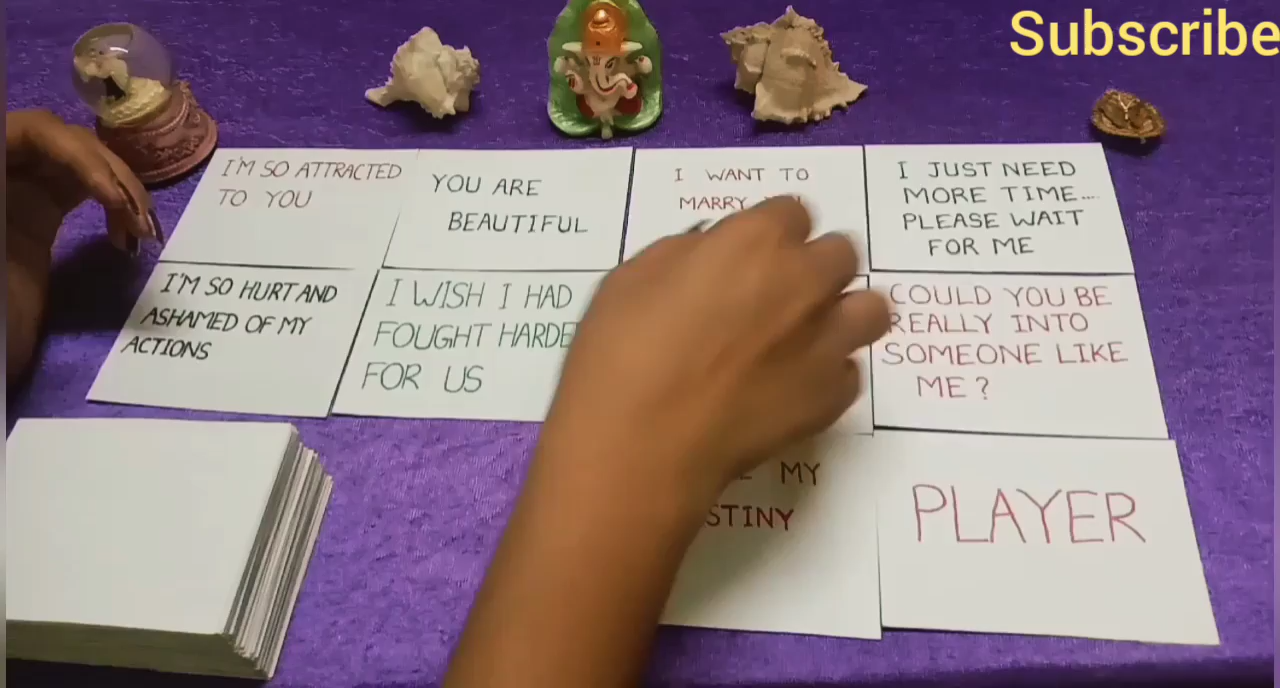 Subscribe
I'M SO ATTRACTED
TO YOU
YOU ARE
BEAUTIFUL
I WANT TO
MARRY
I JUST NEED
MORE TIME...
PLEASE WAIT
FOR ME
I'M SO HURT AND
ASHAMED OF MY
ACTIONS
I WISH I HAD
FOUGHT HARDE
FOR US
COULD YOU BE
REALLY INTO
SOMEONE LIKE
ME?
MY
STINY
PLAYER